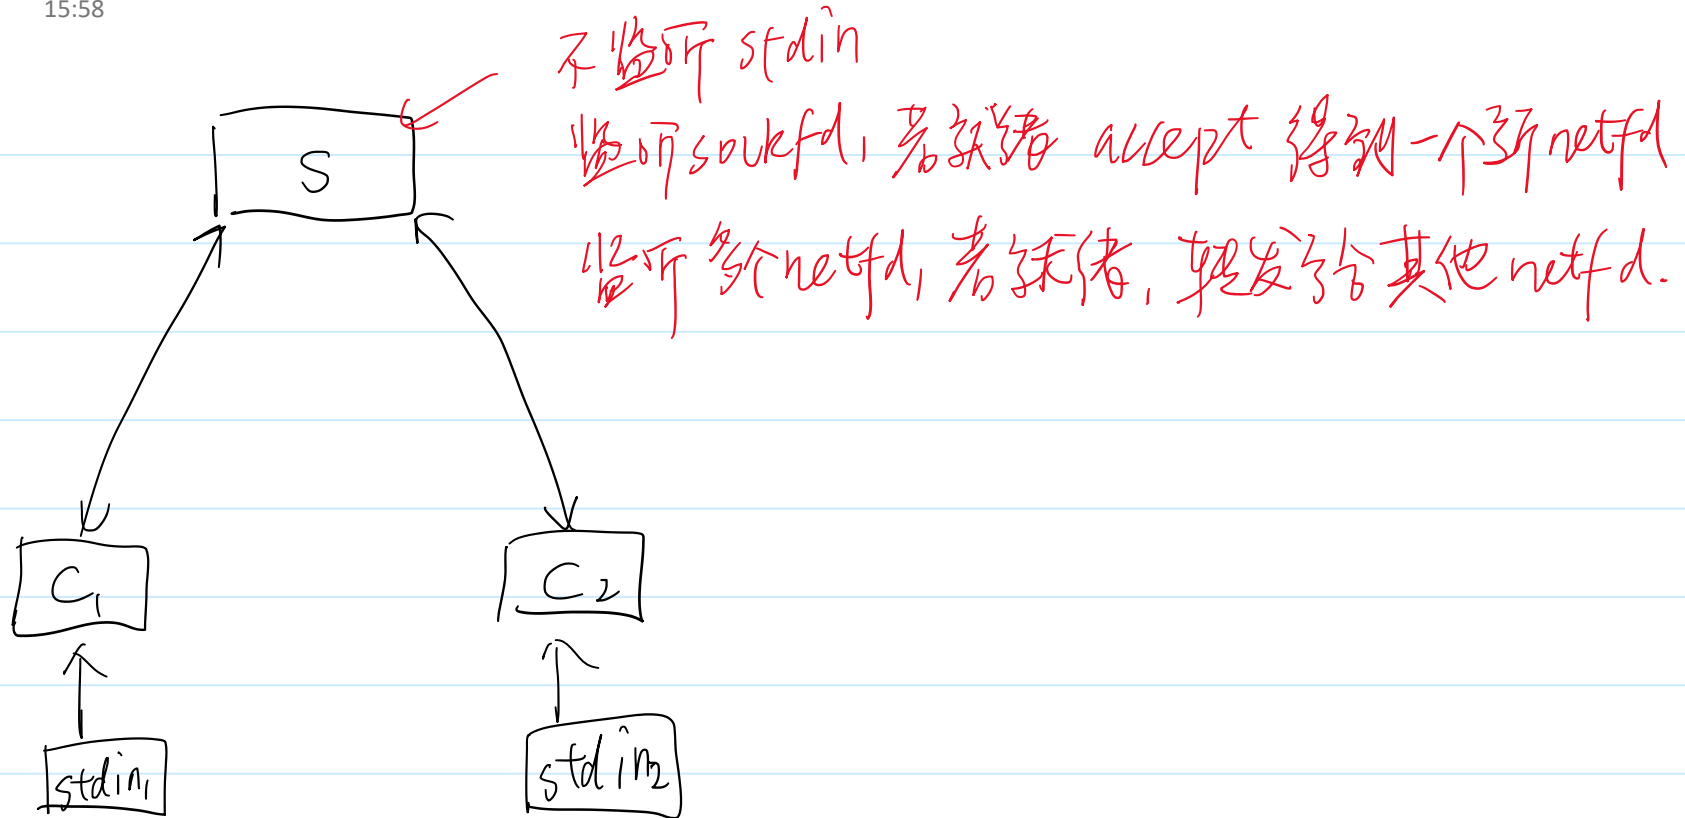 15:58
不监听 stdin
监听sockfd, 若就绪 accept 得到一个新netfd
监听多个netfd, 若就绪, 转发给其他netfd.
S
C1 C2
stdin1 stdin2